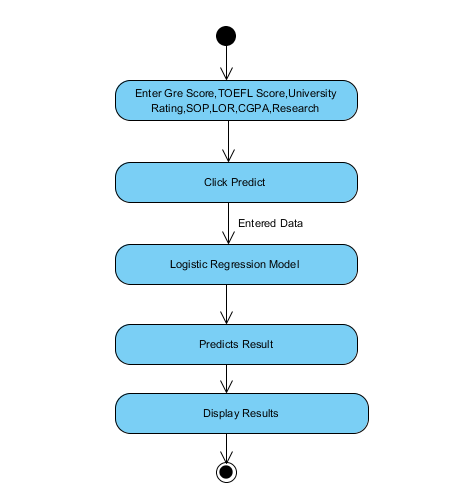 Enter Gre Score,TOEFL Score,University
Rating,SOP,LOR,CGPA,Research
Click Predict
Entered Data
Logistic Regression Model
Predicts Result
Display Results